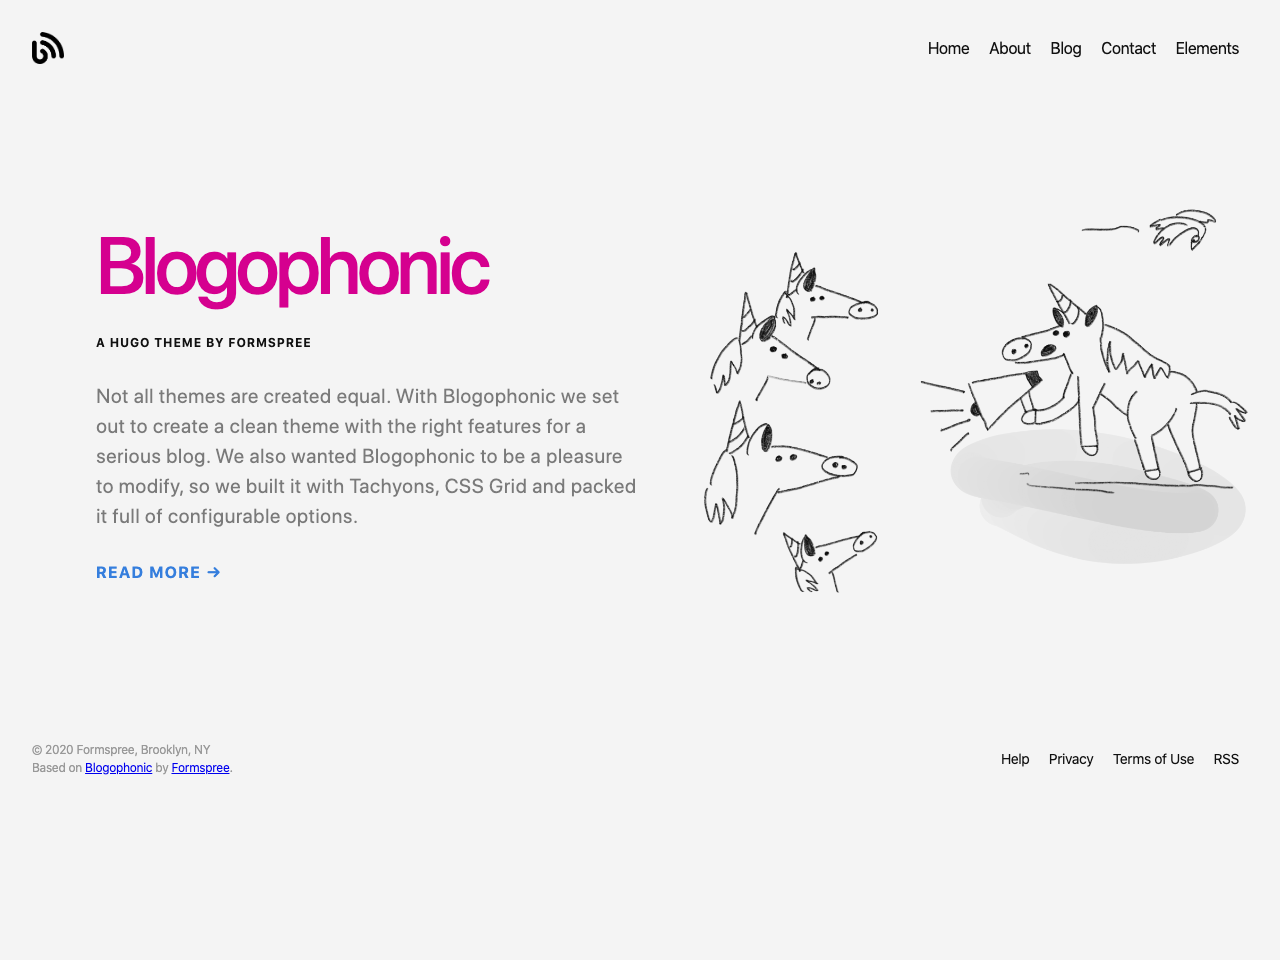 Home About Blog Contact Elements
Blogophonic
A HUGO THEME BY FORMSPREE
Not all themes are created equal. With Blogophonic we set
out to create a clean theme with the right features for a
serious blog. We also wanted Blogophonic to be a pleasure
to modify, so we built it with Tachyons, CSS Grid and packed
it full of configurable options.
READ MORE →
© 2020 Formspree, Brooklyn, NY
Based on Blogophonic by Formspree.
Help Privacy Terms of Use RSS